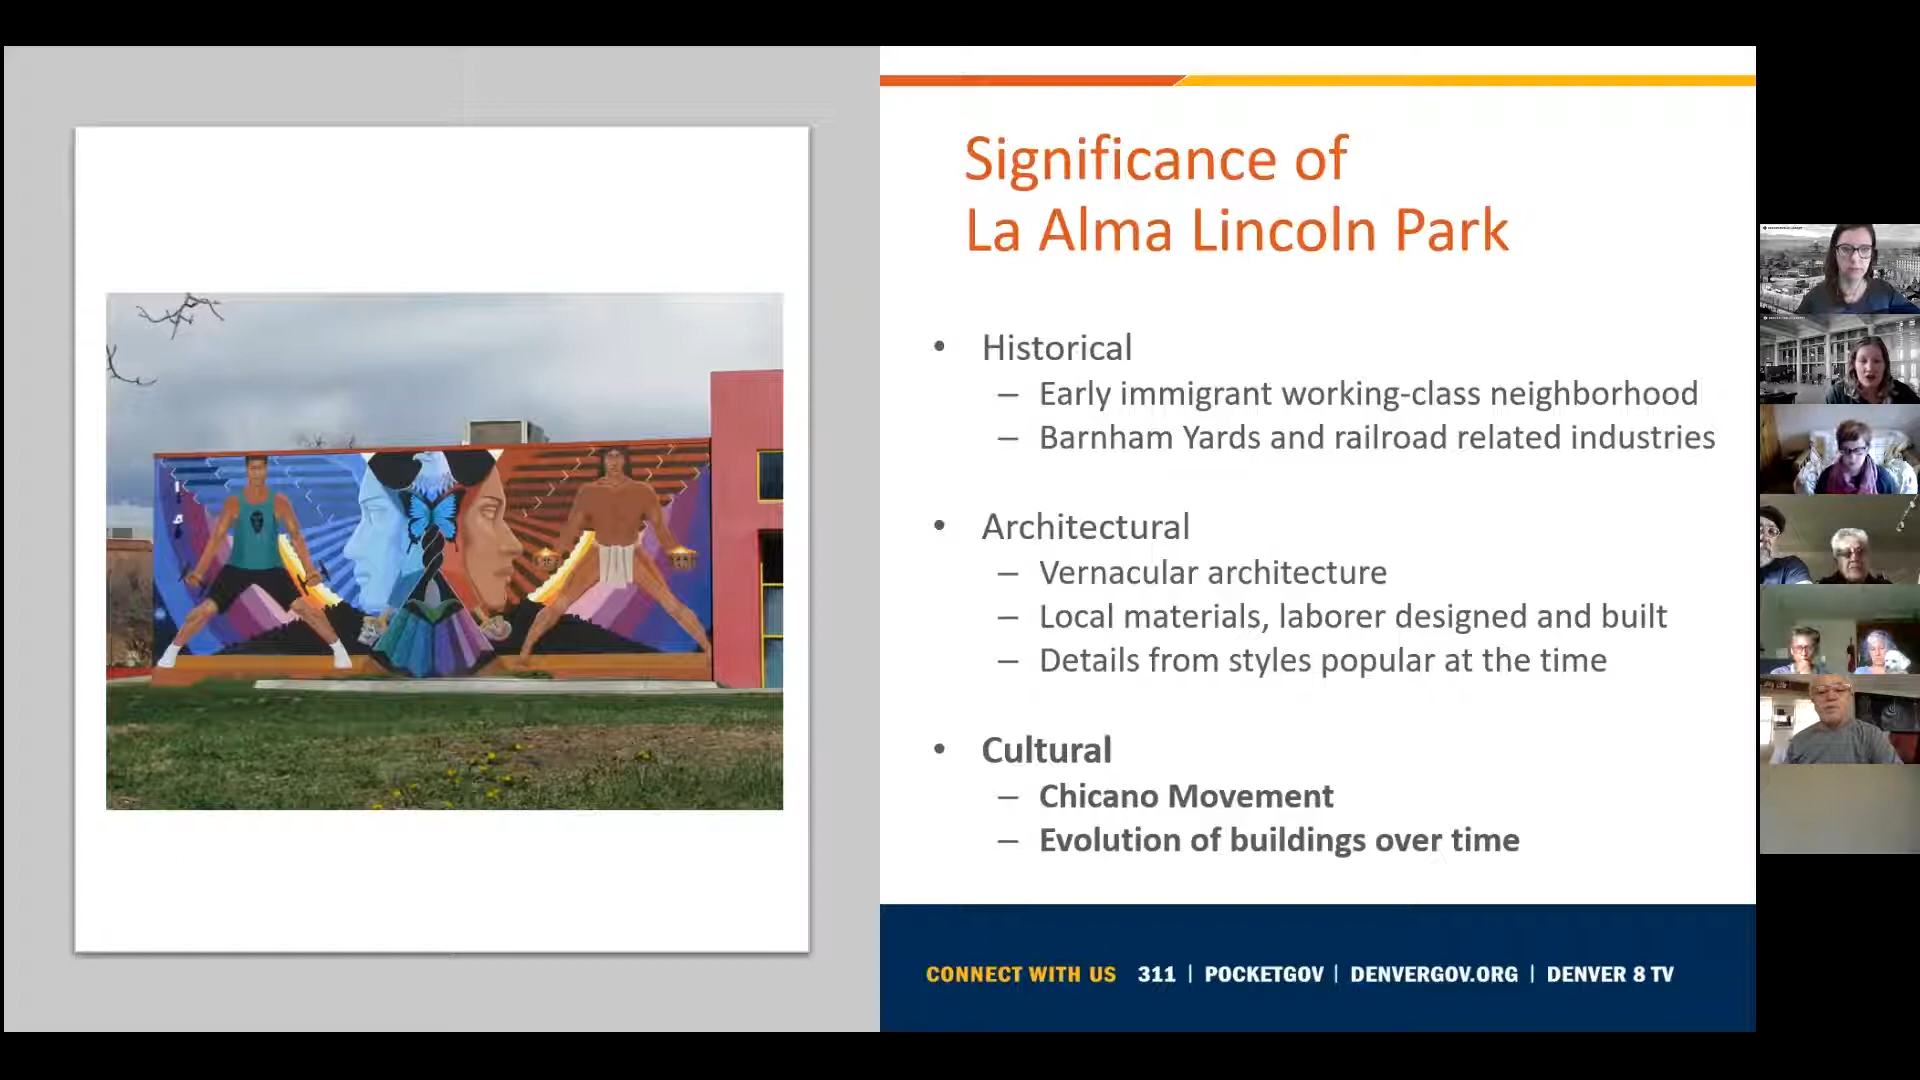 Significance of
La Alma Lincoln Park
• Historical
– Early immigrant working-class neighborhood
– Barnham Yards and railroad related industries
• Architectural
– Vernacular architecture
– Local materials, laborer designed and built
– Details from styles popular at the time
• Cultural
– Chicano Movement
– Evolution of buildings over time
CONNECT WITH US 311 | POCKETGOV | DENVERGOV.ORG | DENVER 8 TV